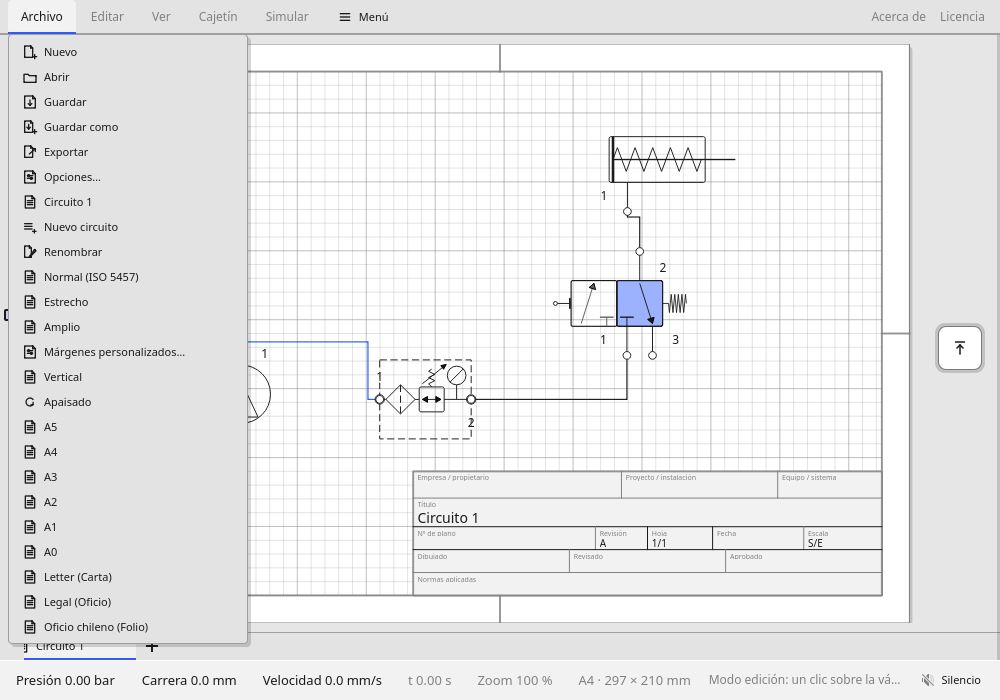 Archivo Editar Ver Cajetín Simular Menú Acerca de Licencia
Nuevo
Abrir
Guardar
Guardar como
Exportar
Opciones...
Circuito 1
Nuevo circuito
Renombrar
Normal (ISO 5457)
Estrecho
Amplio
Márgenes personalizados...
Vertical
Apaisado
A5
A4
A3
A2
A1
A0
Letter (Carta)
Legal (Oficio)
Oficio chileno (Folio)
1
2
1 3
1
1
2
Empresa / propietario Proyecto / instalación Equipo / sistema
Título
Circuito 1
Nº de plano Revisión Hoja Fecha Escala
A 1/1 S/E
Dibujado Revisado Aprobado
Normas aplicadas
Circuito 1
Presión 0.00 bar Carrera 0.0 mm Velocidad 0.0 mm/s t 0.00 s Zoom 100 % A4 · 297 × 210 mm Modo edición: un clic sobre la vá... Silencio